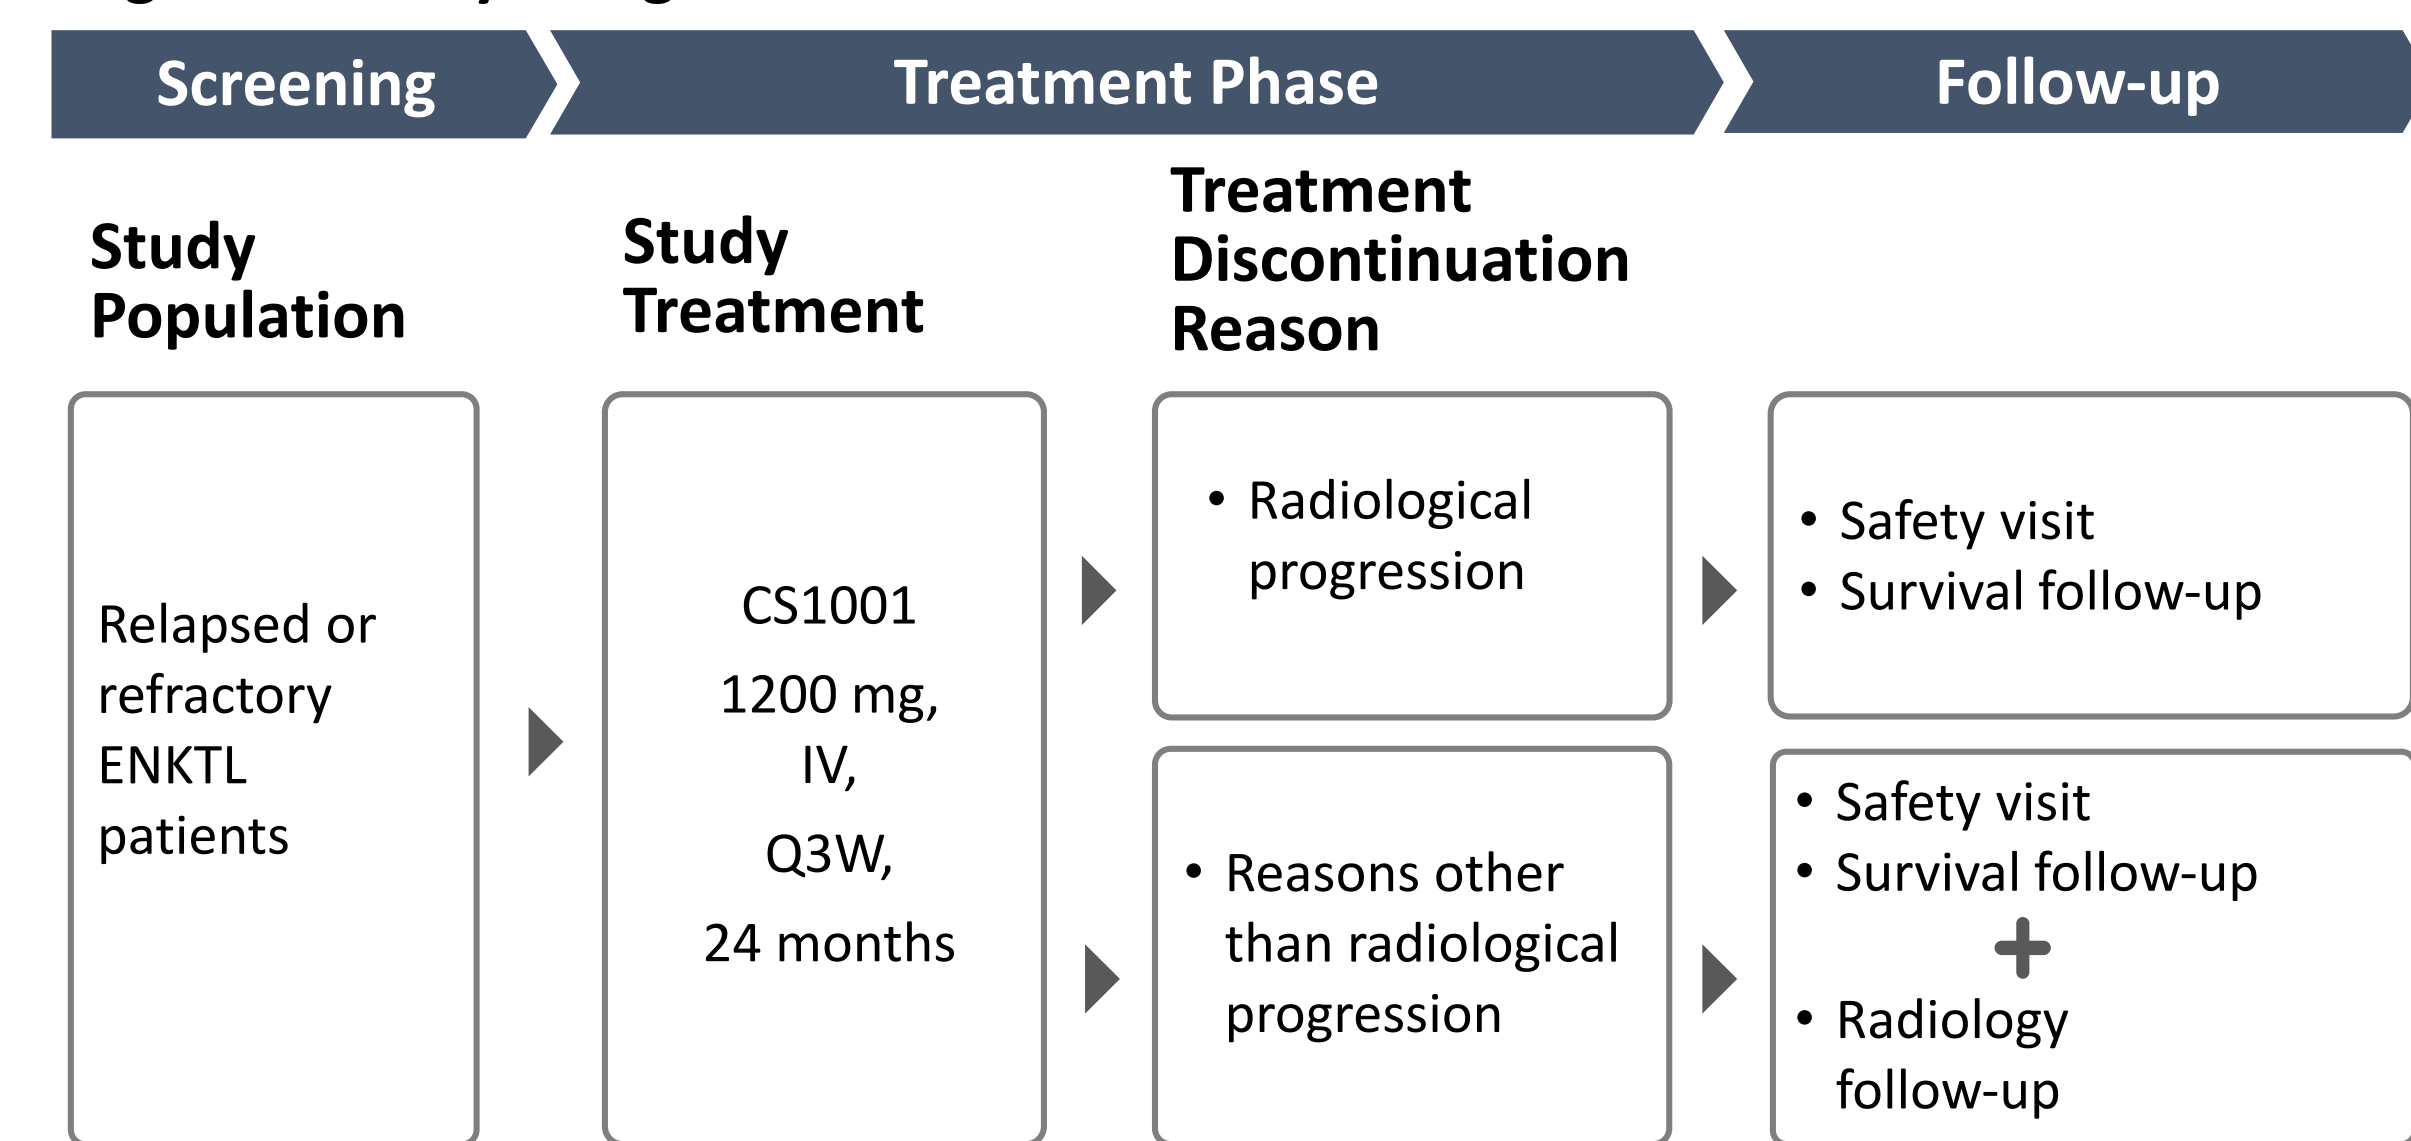 Screening
Treatment Phase
Follow-up
Study
Population
Study
Treatment
Treatment
Discontinuation
Reason
Relapsed or
refractory
ENKTL
patients
CS1001
1200 mg,
IV,
Q3W,
24 months
• Radiological
progression
• Safety visit
• Survival follow-up
• Reasons other
than radiological
progression
• Safety visit
• Survival follow-up
+
• Radiology
follow-up